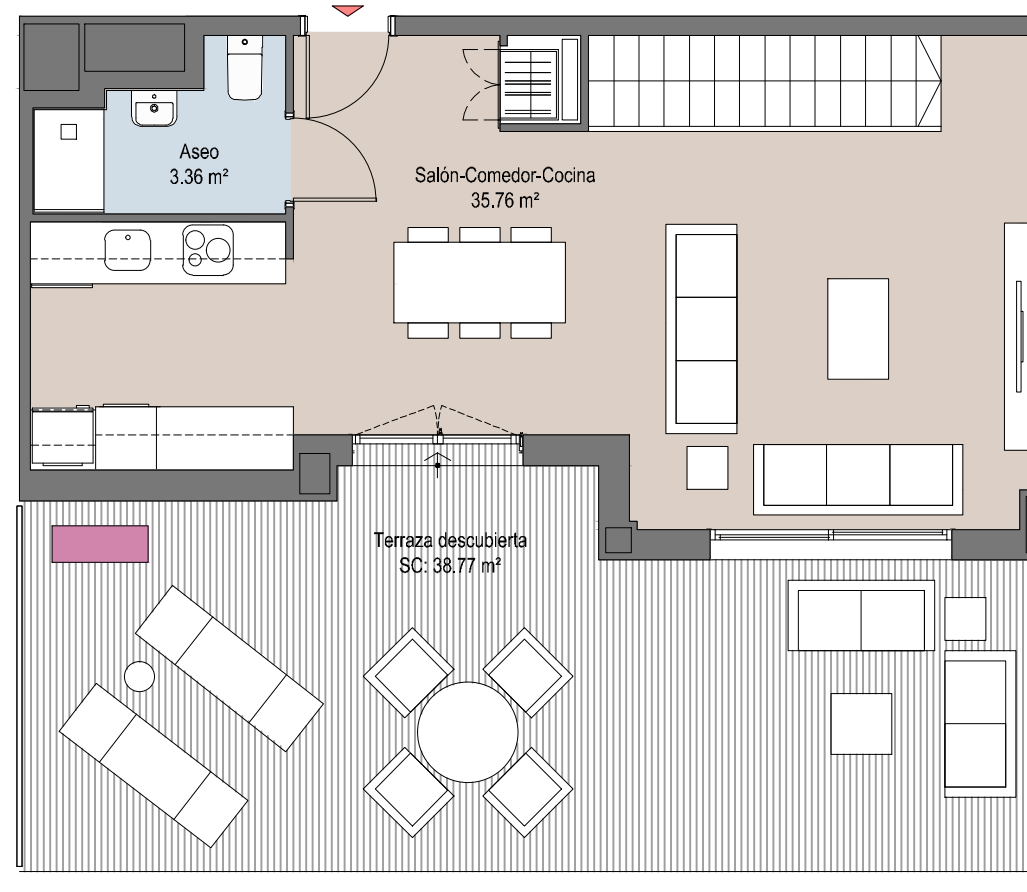 Aseo
3.36 m²
Salón-Comedor-Cocina
35.76 m²
Terraza descubierta
SC: 38.77 m²